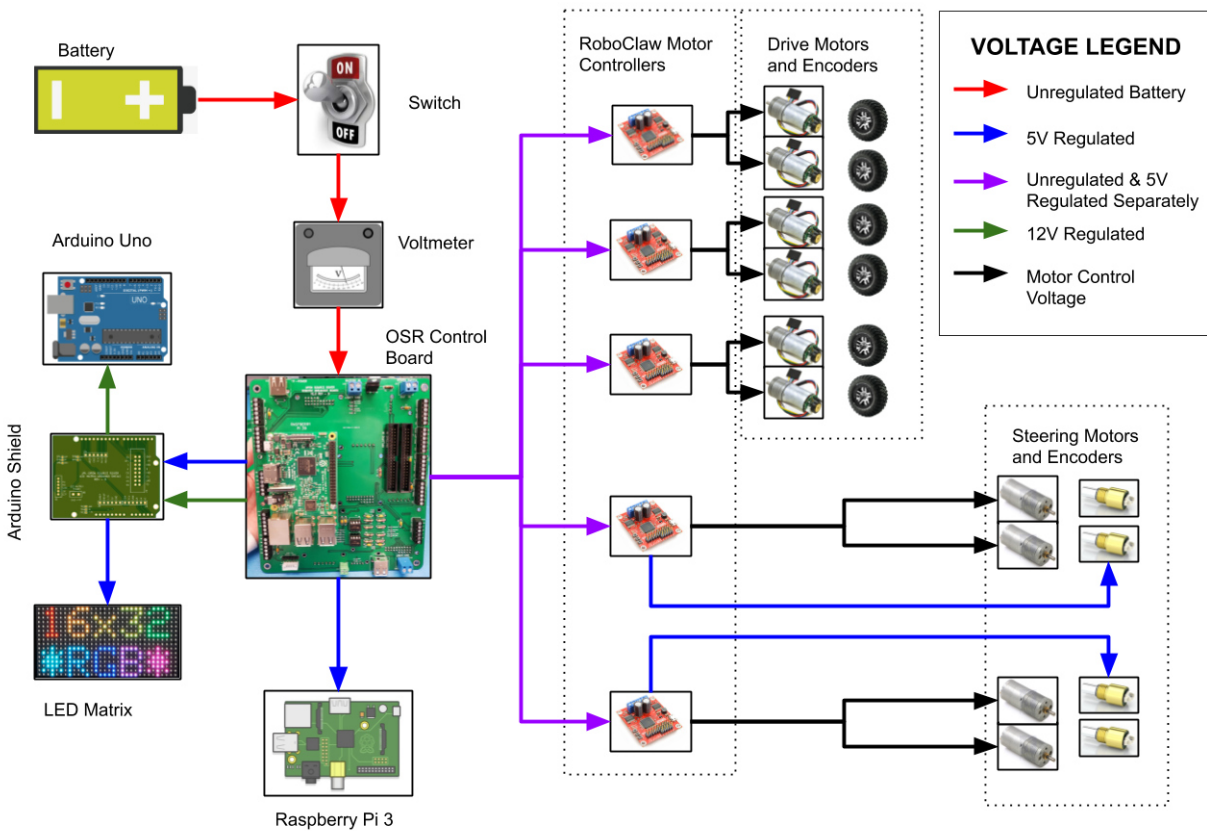 Battery
ON
OFF
Switch
RoboClaw Motor
Controllers
Drive Motors
and Encoders
VOLTAGE LEGEND
Unregulated Battery
5V Regulated
Unregulated & 5V
Regulated Separately
12V Regulated
Motor Control
Voltage
Voltmeter
V
Arduino Uno
UNO
OSR Control
Board
Arduino Shield
Steering Motors
and Encoders
16x32
*RGB*
LED Matrix
Raspberry Pi 3